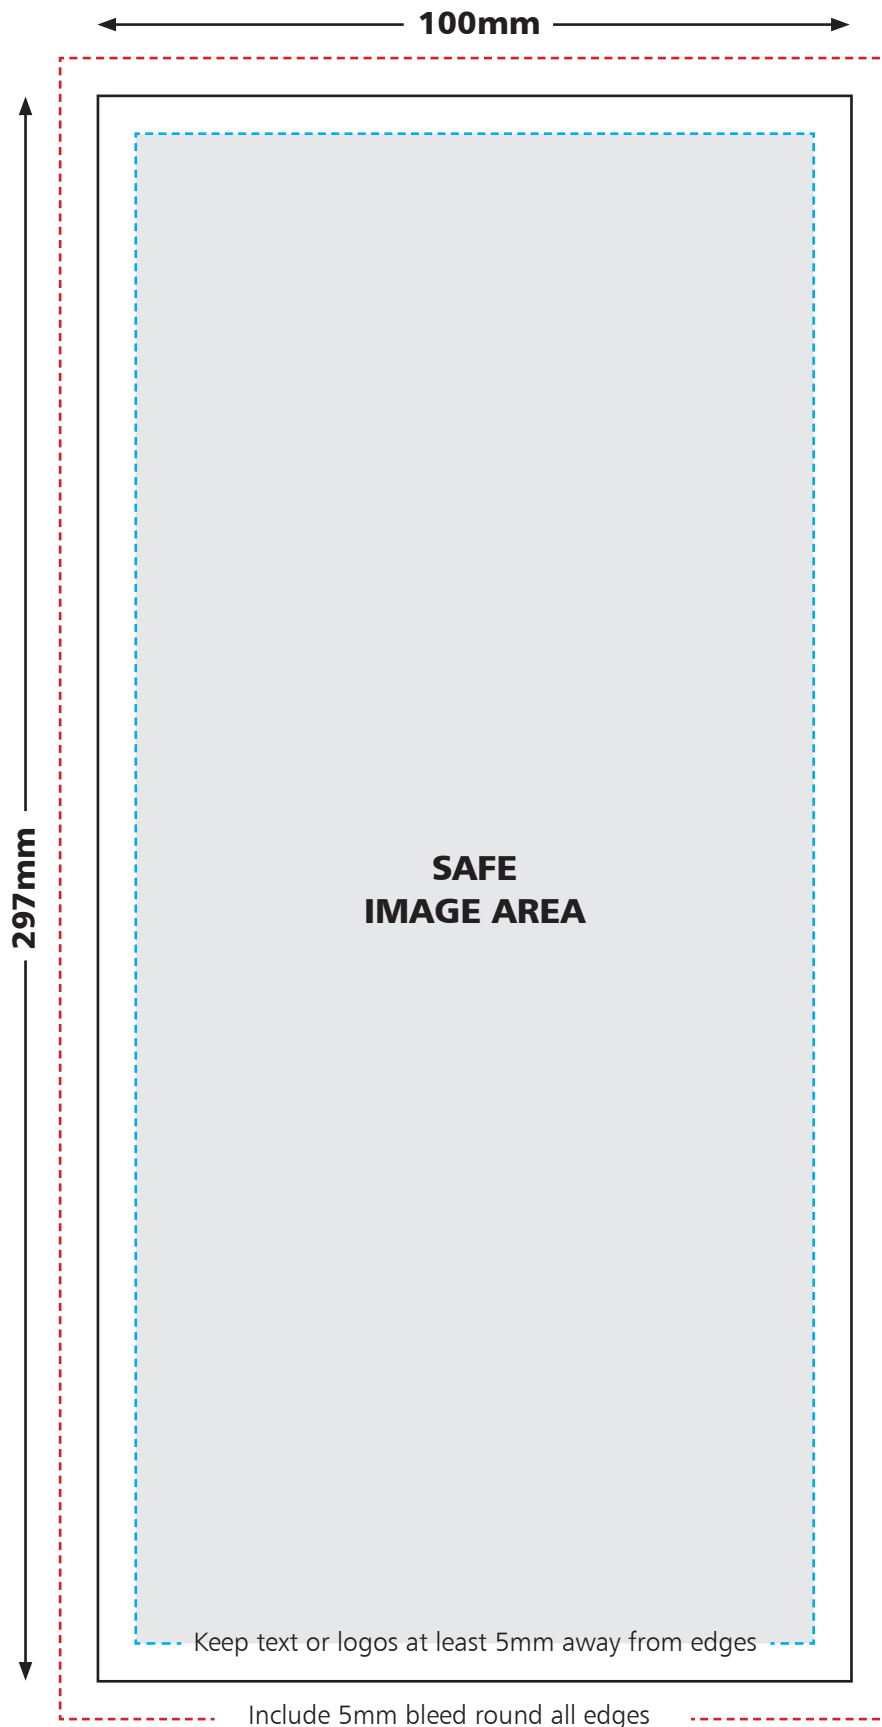 100mm
297mm
SAFE
IMAGE AREA
Keep text or logos at least 5mm away from edges
Include 5mm bleed round all edges